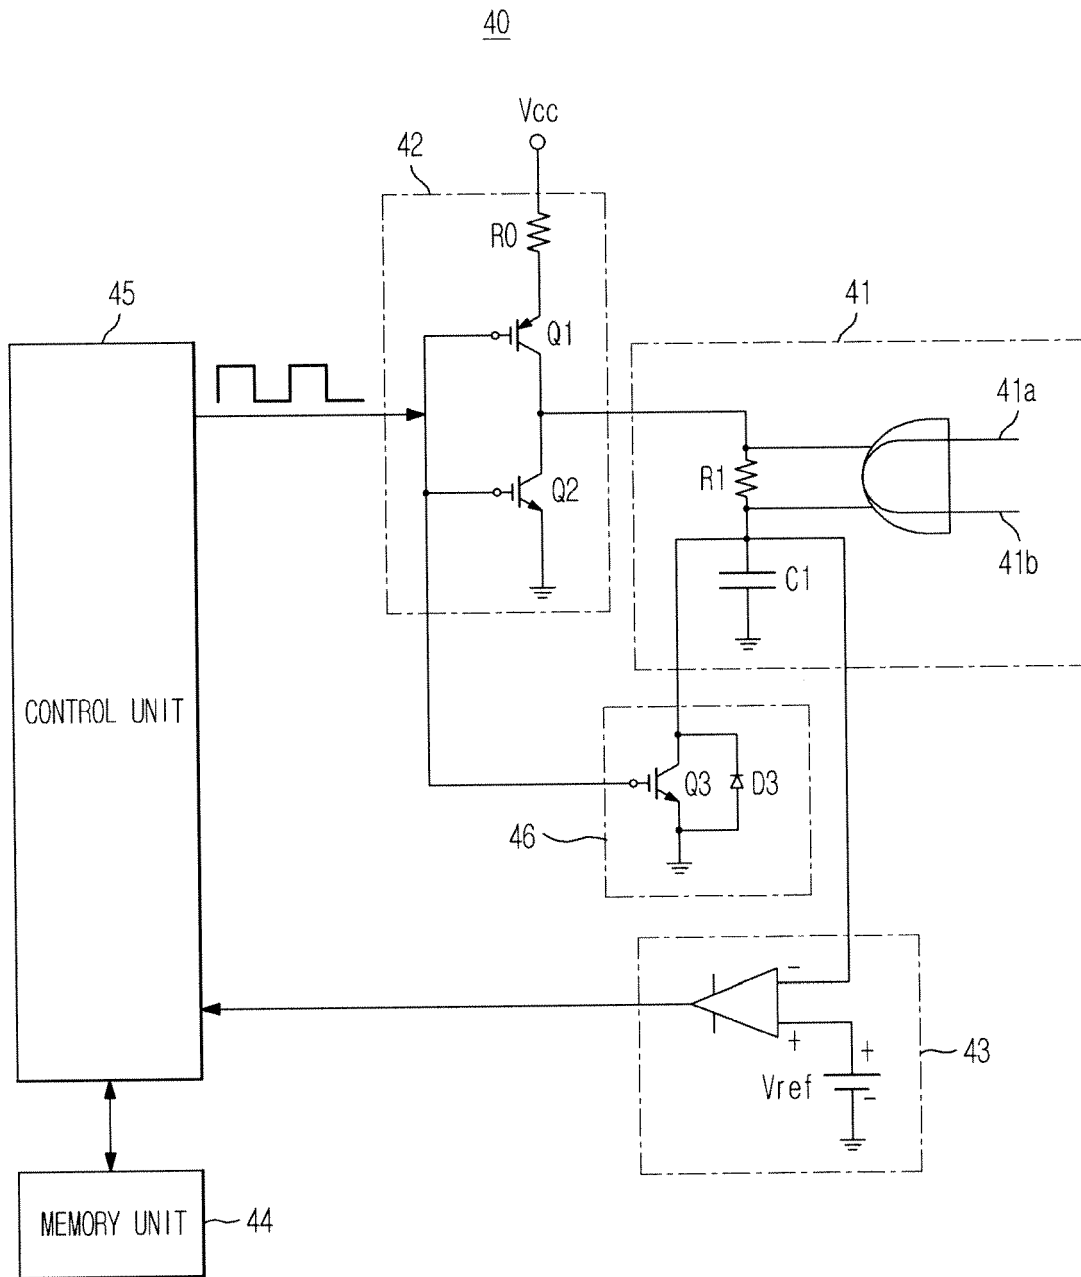 40
Vcc
42
R0
45
41
Q1
41a
R1
Q2
41b
C1
CONTROL UNIT
Q3
D3
46
-
+
+
43
Vref
-
MEMORY UNIT
44